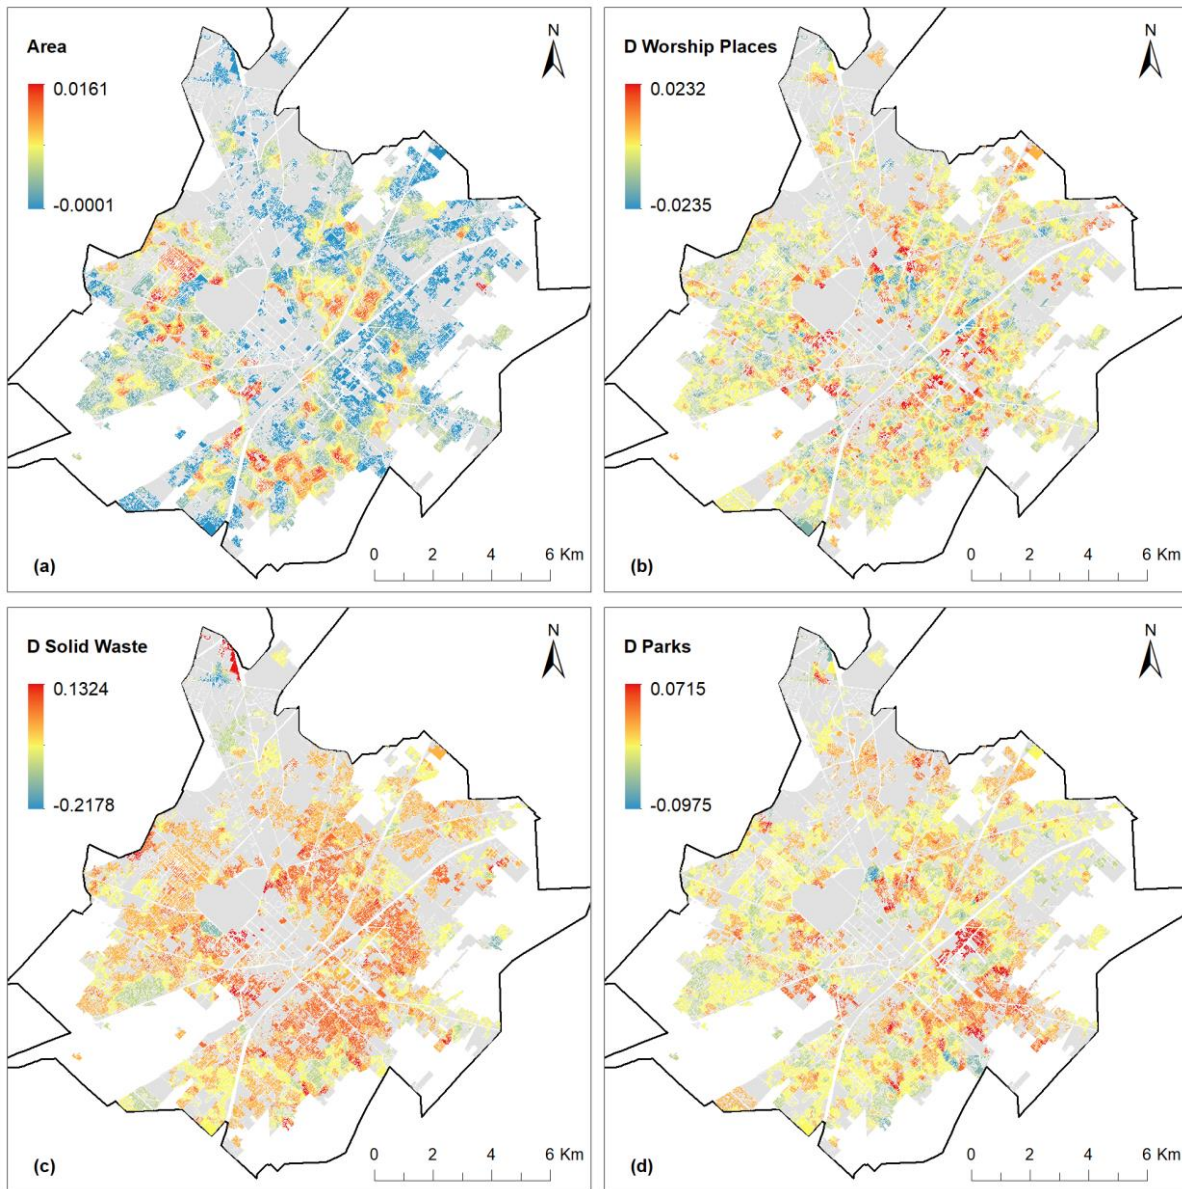 Area
0.0161
-0.0001
N
0 2 4 6 Km
(a)
D Worship Places
0.0232
-0.0235
N
0 2 4 6 Km
(b)
D Solid Waste
0.1324
-0.2178
N
0 2 4 6 Km
(c)
D Parks
0.0715
-0.0975
N
0 2 4 6 Km
(d)